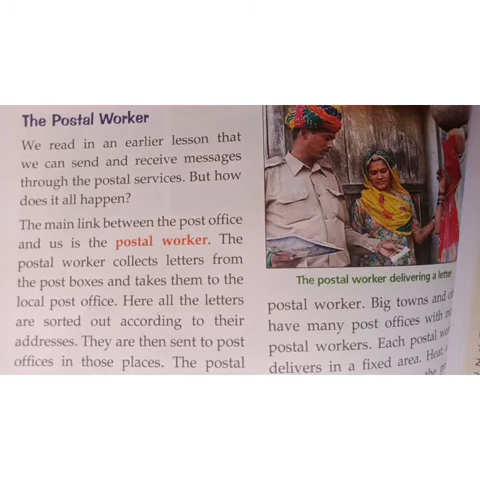 The Postal Worker
We read in an earlier lesson that
we can send and receive messages
through the postal services. But how
does it all happen?
The main link between the post office
and us is the postal worker. The
postal worker collects letters from
the post boxes and takes them to the
local post office. Here all the letters
are sorted out according to their
addresses. They are then sent to post
offices in those places. The postal
The postal worker delivering a letter
postal worker. Big towns and
have many post offices with
postal workers. Each postal
delivers in a fixed area. Heat,
the